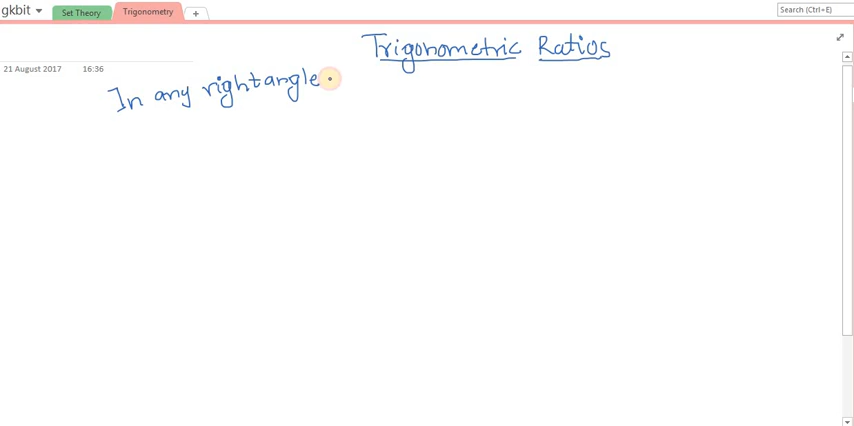 gkbit
Set Theory
Trigonometry
+
Search (Ctrl+E)
Trigonometric Ratios
21 August 2017 16:36
In any rightangle